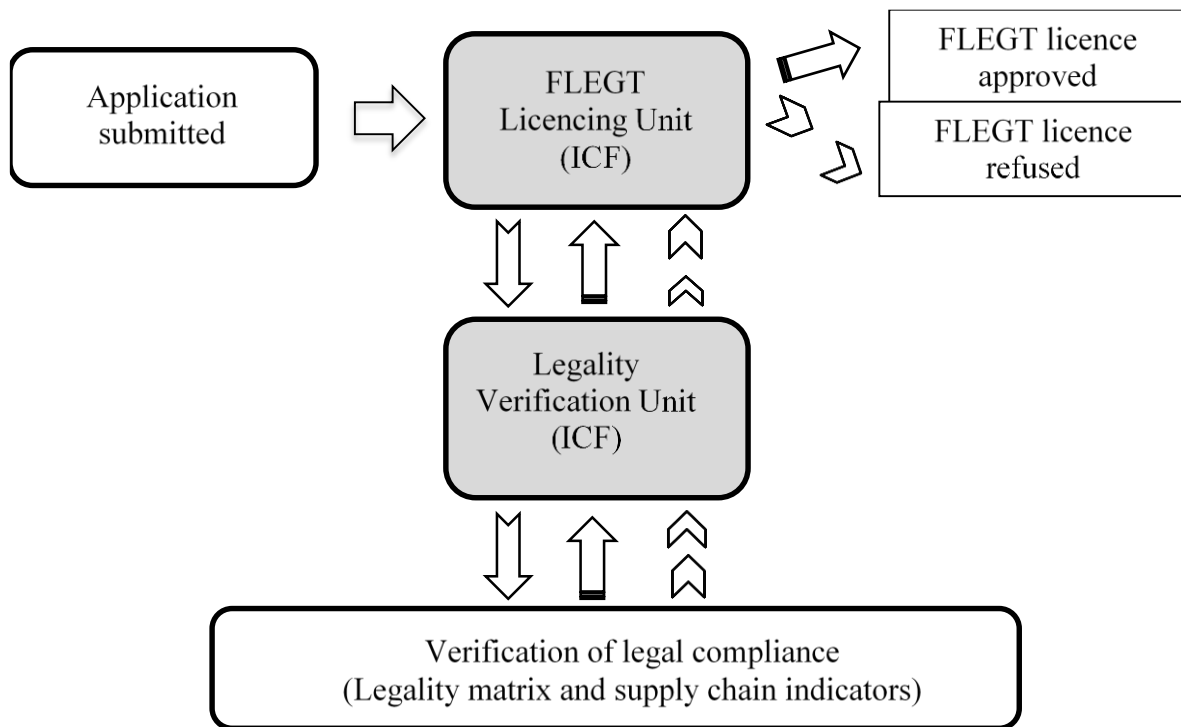 Application
submitted
FLEGT
Licencing Unit
(ICF)
FLEGT licence
approved
FLEGT licence
refused
Legality
Verification Unit
(ICF)
Verification of legal compliance
(Legality matrix and supply chain indicators)